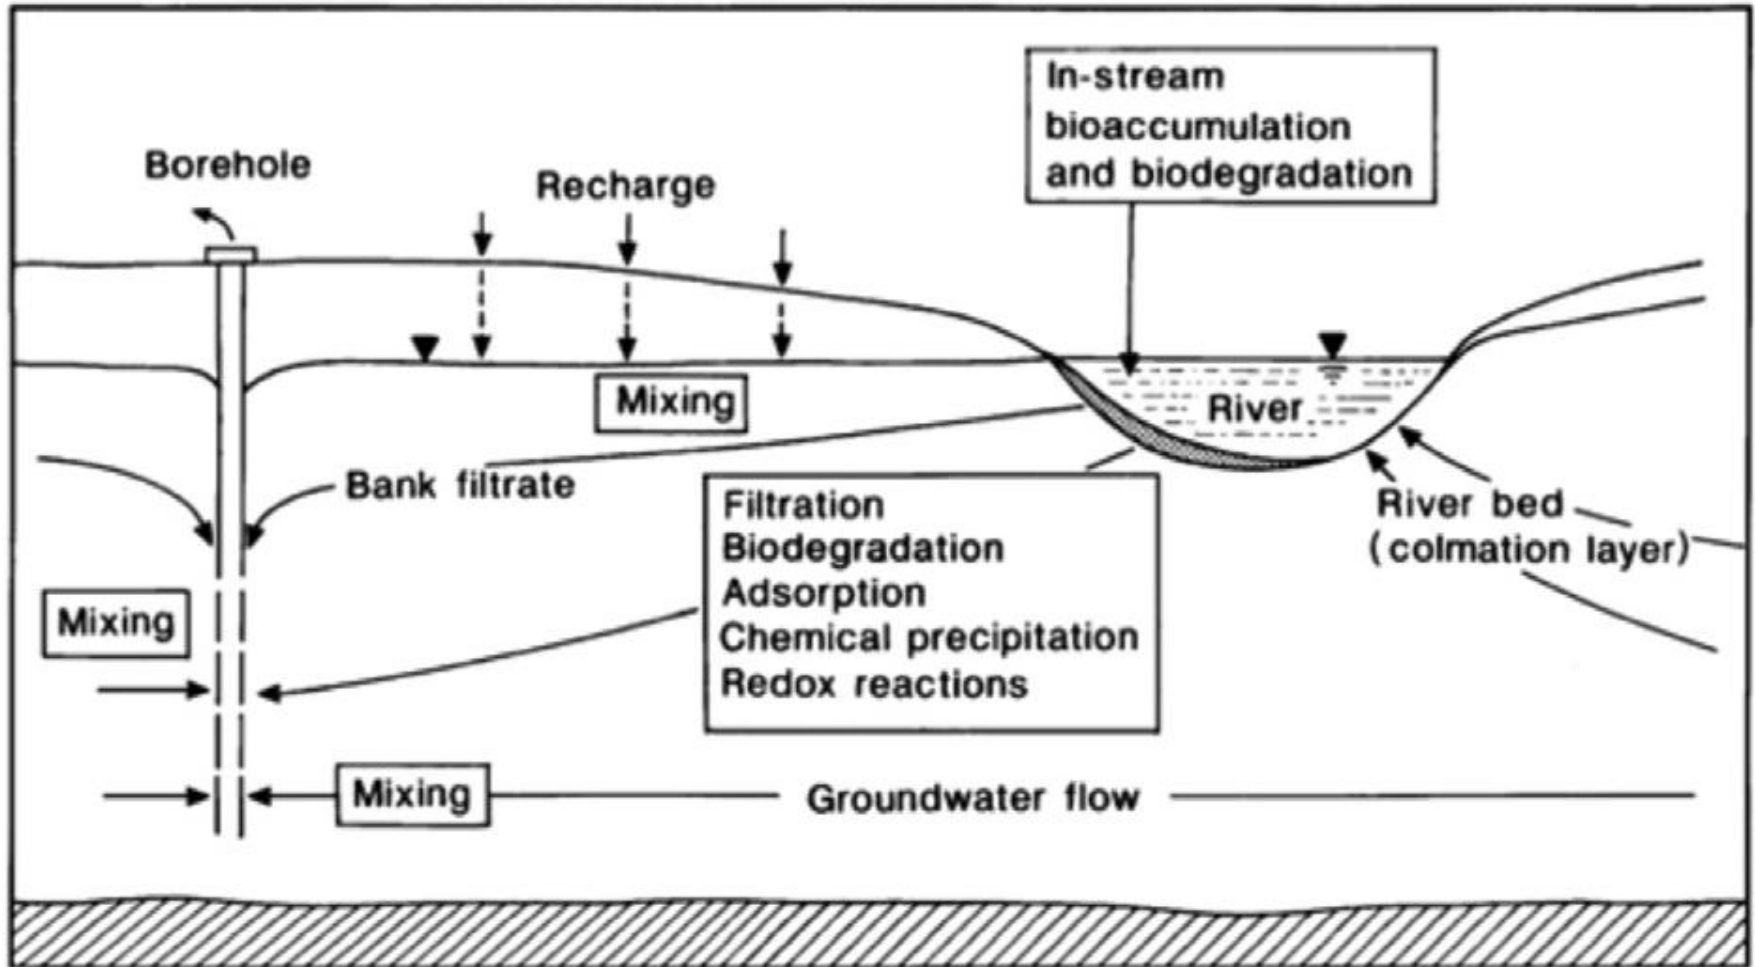 In-stream
bioaccumulation
and biodegradation
Borehole
Recharge
Mixing
River
Bank filtrate
Filtration
Biodegradation
Adsorption
Chemical precipitation
Redox reactions
River bed
(colmation layer)
Mixing
Mixing
Groundwater flow